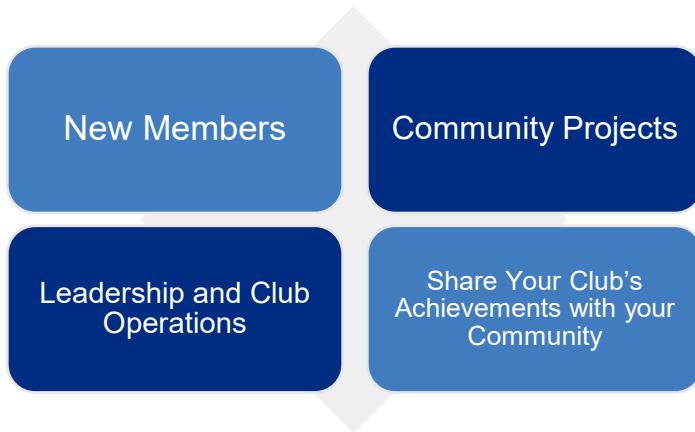 New Members
Community Projects
Leadership and Club
Operations
Share Your Club’s
Achievements with your
Community